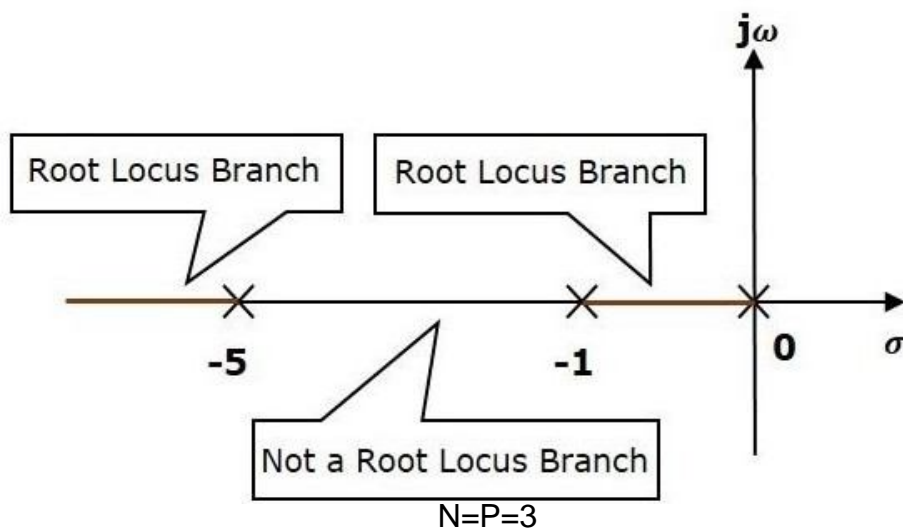 jω
Root Locus Branch
Root Locus Branch
-5
-1
0
σ
Not a Root Locus Branch
N=P=3